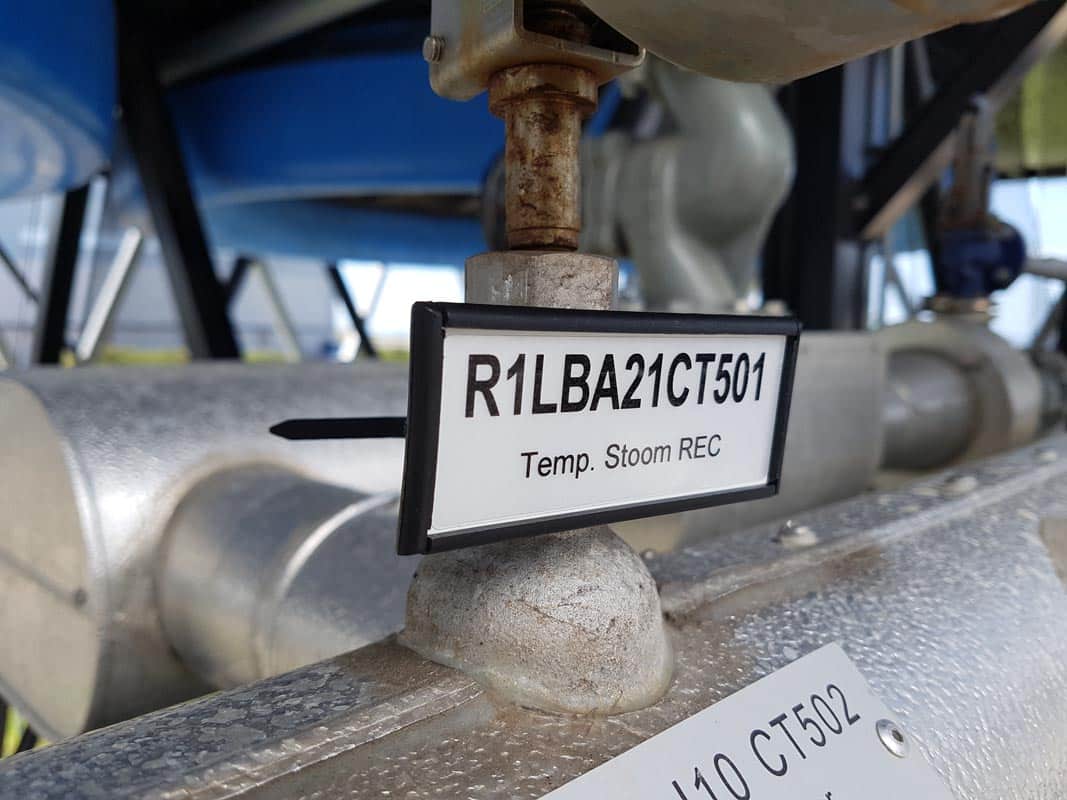 R1LBA21CT501
Temp. Stoom REC
CT502